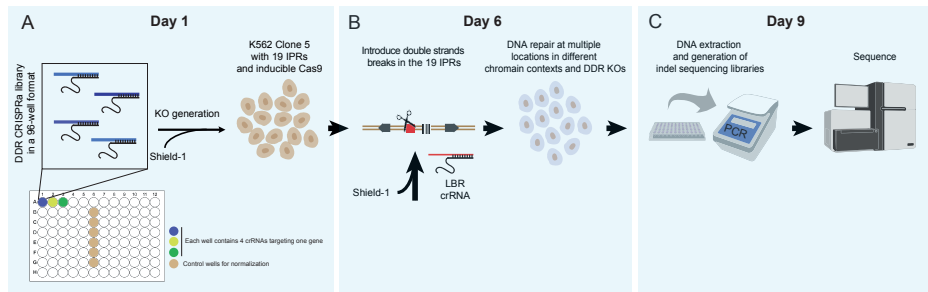 A
Day 1
DDR CRISPRa library
in a 96-well format
KO generation
Shield-1
K562 Clone 5
with 19 IPRs
and inducible Cas9
1 2 3 4 5 6 7 8 9 10 11 12
A
B
C
D
E
F
G
H
Each well contains 4 crRNAs targeting one gene
Control wells for normalization
B
Day 6
Introduce double strands
breaks in the 19 IPRs
Shield-1
LBR
crRNA
DNA repair at multiple
locations in different
chromain contexts and DDR KOs
C
Day 9
DNA extraction
and generation of
indel sequencing libraries
PCR
Sequence